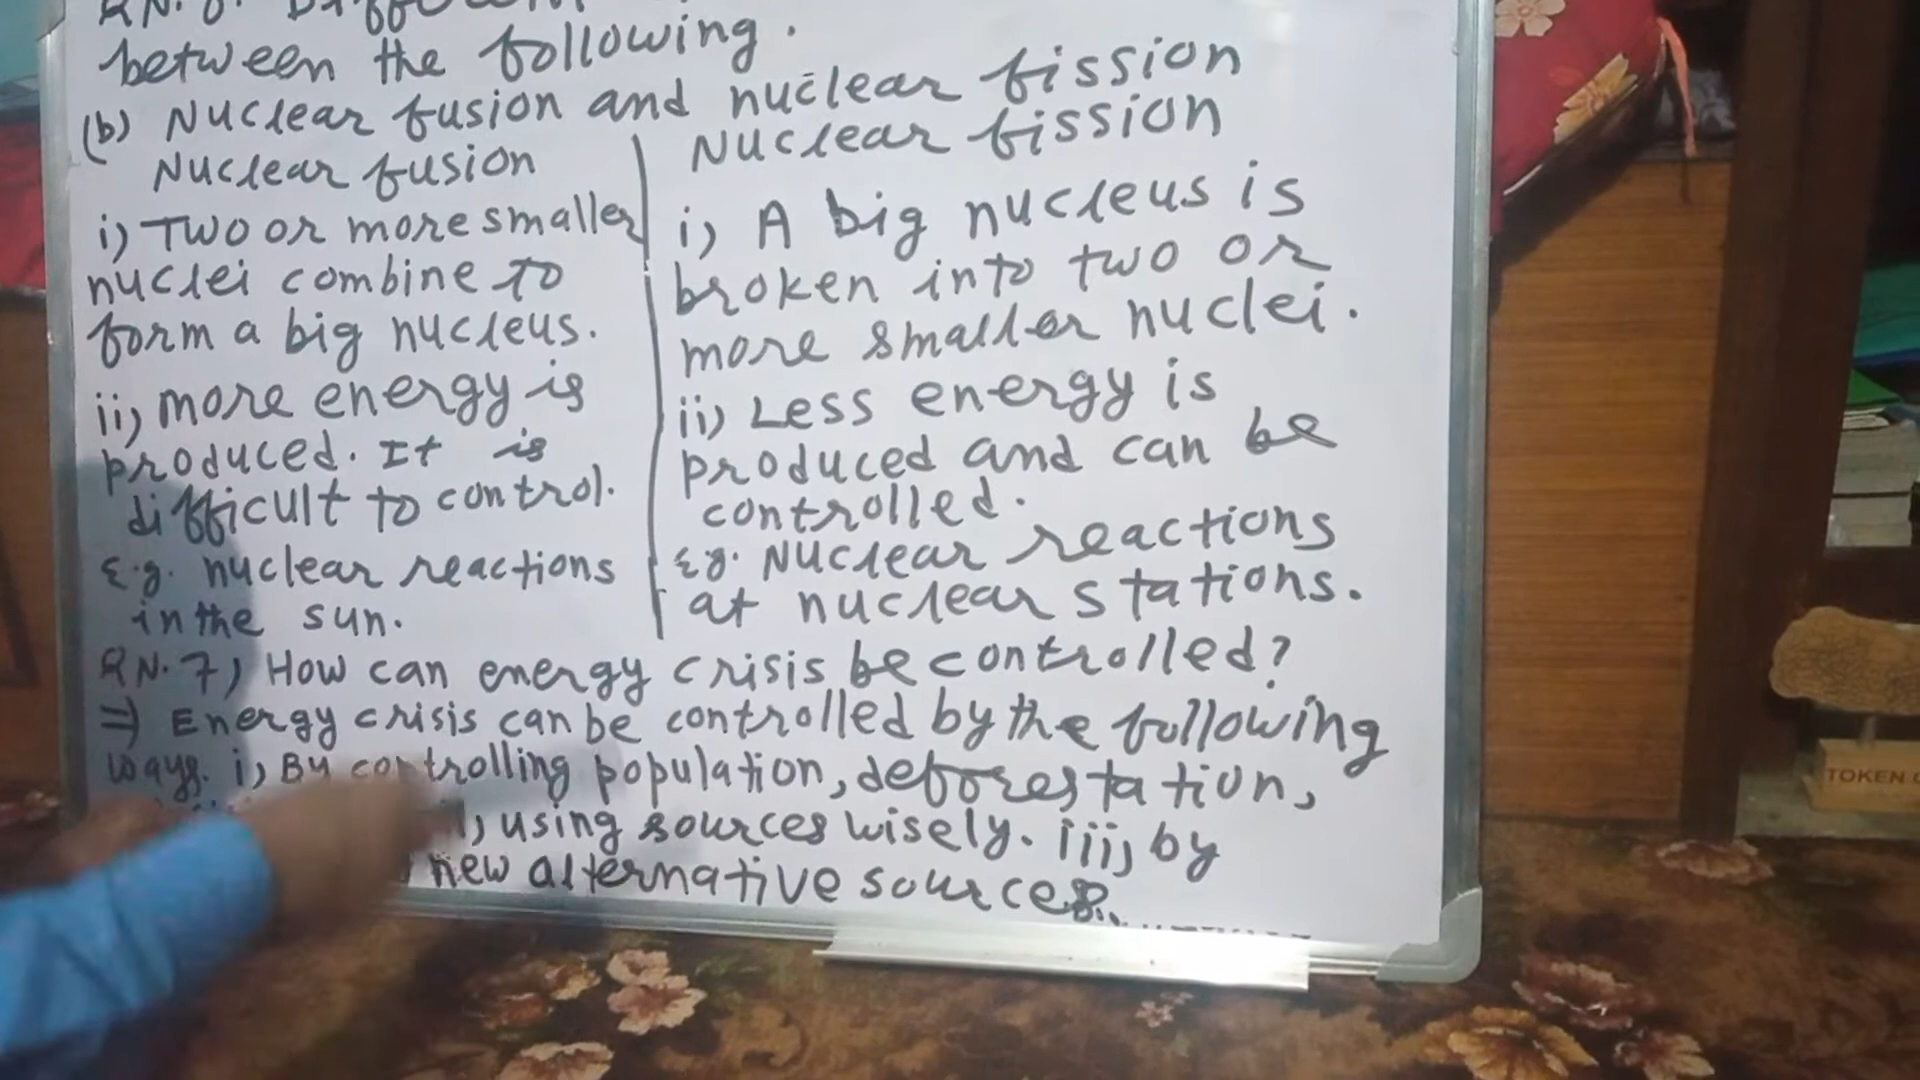 between the following.
(b) Nuclear fusion and nuclear fission
Nuclear fusion
i) Two or more smaller
nuclei combine to
form a big nucleus.
ii) more energy is
produced. It is
difficult to control.
E.g. nuclear reactions
in the sun.
Nuclear fission
i) A big nucleus is
broken into two or
more smaller nuclei.
ii) Less energy is
produced and can be
controlled.
Eg. Nuclear reactions
at nuclear stations.
RN.7) How can energy crisis be controlled?
⇒ Energy crisis can be controlled by the following
ways. i) By controlling population, deforestation,
using sources wisely. iii) by
new alternative sources.
TOKEN